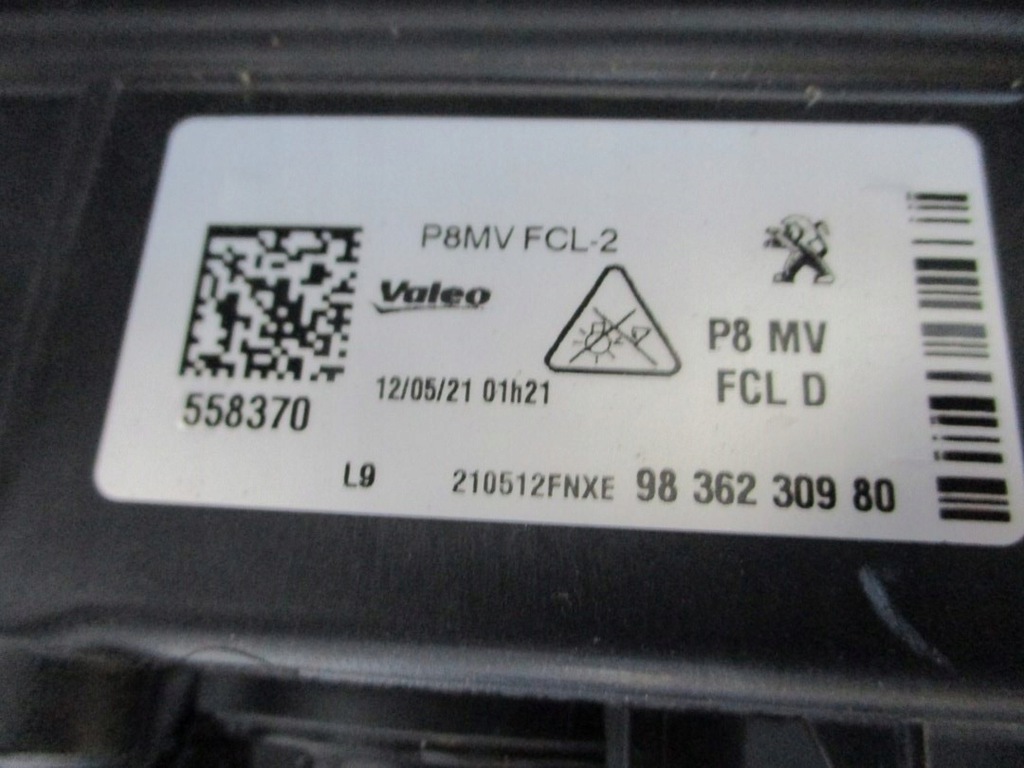 P8MV FCL-2
Valeo
P8 MV
FCL D
12/05/21 01h21
558370
L9
210512FNXE 98 362 309 80